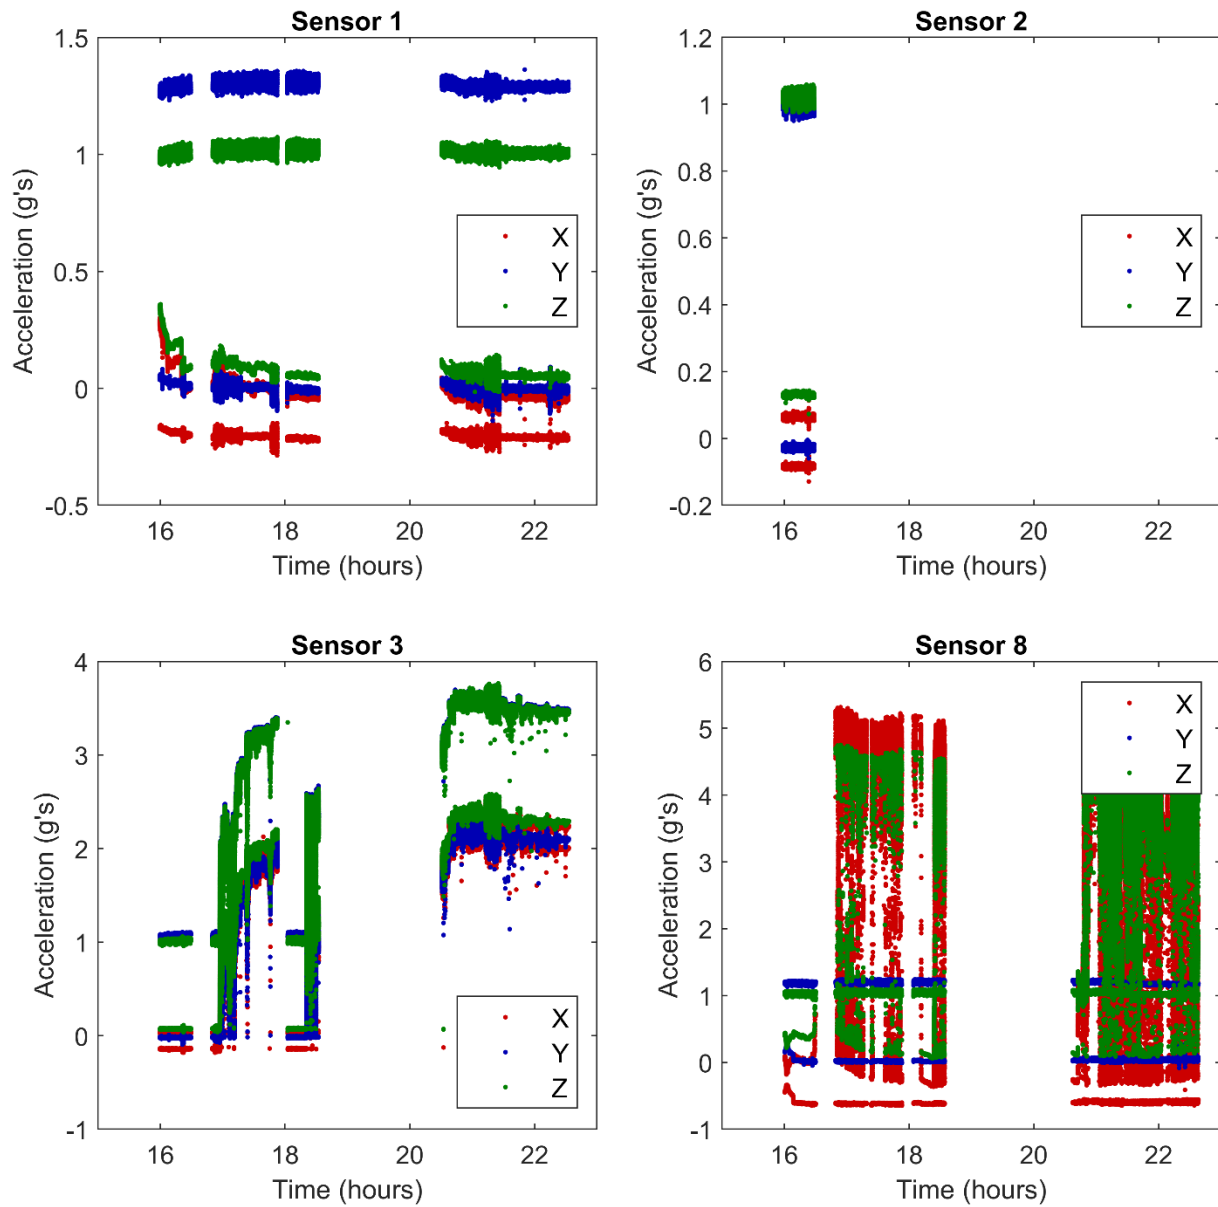 Sensor 1
1.5
1
0.5
0
-0.5
Acceleration (g's)
X
Y
Z
16
18
20
22
Time (hours)
Sensor 2
1.2
1
0.8
0.6
0.4
0.2
0
-0.2
Acceleration (g's)
X
Y
Z
16
18
20
22
Time (hours)
Sensor 3
4
3
2
1
0
-1
Acceleration (g's)
X
Y
Z
16
18
20
22
Time (hours)
Sensor 8
6
5
4
3
2
1
0
-1
Acceleration (g's)
X
Y
Z
16
18
20
22
Time (hours)